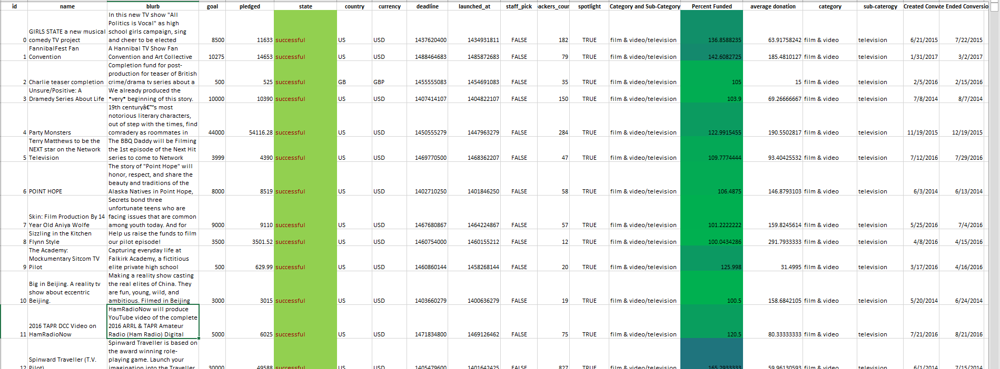 id name blurb goal pledged state country currency deadline launched_at staff_pick backers_coun spotlight Category and Sub-Category Percent Funded average donation category sub-caterogy Created Conv te Ended Conversio
In this new TV show "All
Politics is Vocal" as high
GIRLS STATE a new musical school girls campaign, sing
0 comedy TV project and cheer to be elected 8500 11633 successful US USD 1437620400 1434931811 FALSE 182 TRUE film & video/television 136.8588235 63.91758242 film & video television 6/21/2015 7/22/2015
FannibalFest Fan A Hannibal TV Show Fan
1 Convention Convention and Art Collective 10275 14653 successful US USD 1488464683 1485872683 FALSE 79 TRUE film & video/television 142.6082725 185.4810127 film & video television 1/31/2017 3/2/2017
Completion fund for post-
production for teaser of British
2 Charlie teaser completion crime/drama tv series about a 500 525 successful GB GBP 1455555083 1454691083 FALSE 35 TRUE film & video/television 105 15 film & video television 2/5/2016 2/15/2016
Unsure/Positive: A We already produced the
3 Dramedy Series About Life *very* beginning of this story. 10000 10390 successful US USD 1407414107 1404822107 FALSE 150 TRUE film & video/television 103.9 69.26666667 film & video television 7/8/2014 8/7/2014
19th centuryâ€™s most
notorious literary characters,
out of step with the times, find
4 Party Monsters comradery as roommates in 44000 54116.28 successful US USD 1450555279 1447963279 FALSE 284 TRUE film & video/television 122.9915455 190.5502817 film & video television 11/19/2015 12/19/2015
Terry Matthews to be the The BBQ Daddy will be Filming
NEXT star on the Network the 1st episode of the Next Hit
5 Television series to come to Network 3999 4390 successful US USD 1469770500 1468362207 FALSE 47 TRUE film & video/television 109.7774444 93.40425532 film & video television 7/12/2016 7/29/2016
The story of "Point Hope" will
honor, respect, and share the
beauty and traditions of the
6 POINT HOPE Alaska Natives in Point Hope, 8000 8519 successful US USD 1402710250 1401846250 FALSE 58 TRUE film & video/television 106.4875 146.8793103 film & video television 6/3/2014 6/13/2014
Secrets bond three
unfortunate teens who are
Skin: Film Production By 14 facing issues that are common
7 Year Old Aniya Wolfe among youth today. And for 9000 9110 successful US USD 1467680867 1464224867 FALSE 57 TRUE film & video/television 101.2222222 159.8245614 film & video television 5/25/2016 7/4/2016
Sizzling in the Kitchen Help us raise the funds to film
8 Flynn Style our pilot episode! 3500 3501.52 successful US USD 1460754000 1460155212 FALSE 12 TRUE film & video/television 100.0434286 291.7933333 film & video television 4/8/2016 4/15/2016
The Academy: Capturing everyday life at
Mockumentary Sitcom TV Falkirk Academy, a fictitious
9 Pilot elite private high school 500 629.99 successful US USD 1460860144 1458268144 FALSE 20 TRUE film & video/television 125.998 31.4995 film & video television 3/17/2016 4/16/2016
Making a reality show casting
Big in Beijing. A reality tv the real elites of China. They
show about eccentric are fun, young, wild, and
10 Beijing. ambitious. Filmed in Beijing 3000 3015 successful US USD 1403660279 1400636279 FALSE 19 TRUE film & video/television 100.5 158.6842105 film & video television 5/20/2014 6/24/2014
HamRadioNow will produce
YouTube video of the complete
2016 TAPR DCC Video on 2016 ARRL & TAPR Amateur
11 HamRadioNow Radio (Ham Radio) Digital 5000 6025 successful US USD 1471834800 1469126462 FALSE 75 TRUE film & video/television 120.5 80.33333333 film & video television 7/21/2016 8/21/2016
Spinward Traveller is based on
the award winning role-
Spinward Traveller (T.V. playing game. Launch your
12 Pilot) imagination into the Traveller 30000 49588 successful US USD 1405479600 1401642425 FALSE 827 TRUE film & video/television 165.2933333 59.96130593 film & video television 6/1/2014 7/15/2014